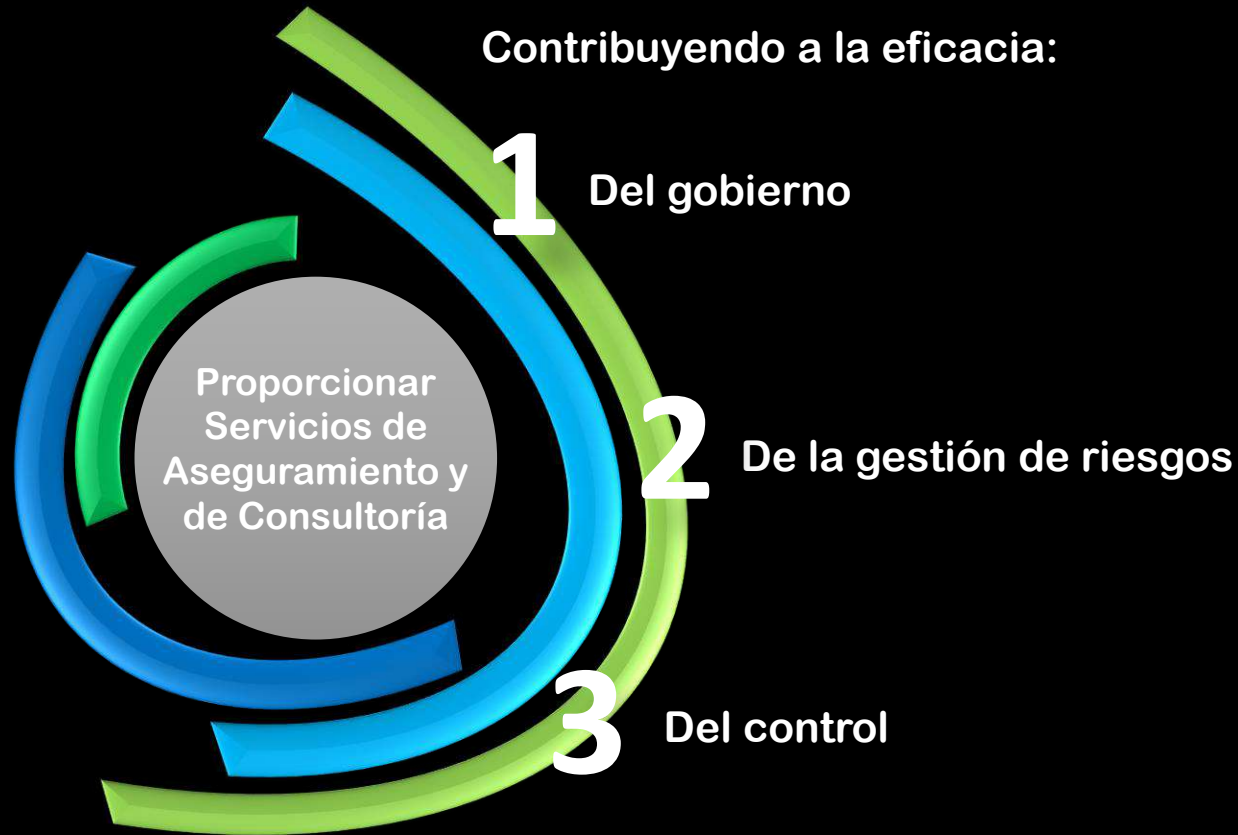 Contribuyendo a la eficacia:
1 Del gobierno
Proporcionar
Servicios de
Aseguramiento y
de Consultoría
2 De la gestión de riesgos
3 Del control